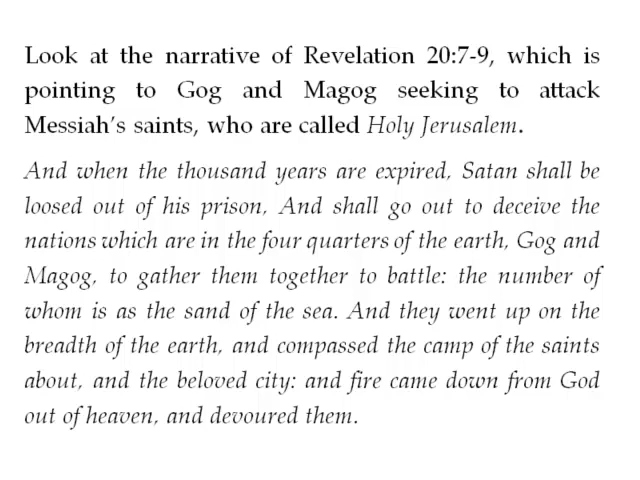 Look at the narrative of Revelation 20:7-9, which is
pointing to Gog and Magog seeking to attack
Messiah's saints, who are called Holy Jerusalem.
And when the thousand years are expired, Satan shall be
loosed out of his prison, And shall go out to deceive the
nations which are in the four quarters of the earth, Gog and
Magog, to gather them together to battle: the number of
whom is as the sand of the sea. And they went up on the
breadth of the earth, and compassed the camp of the saints
about, and the beloved city: and fire came down from God
out of heaven, and devoured them.